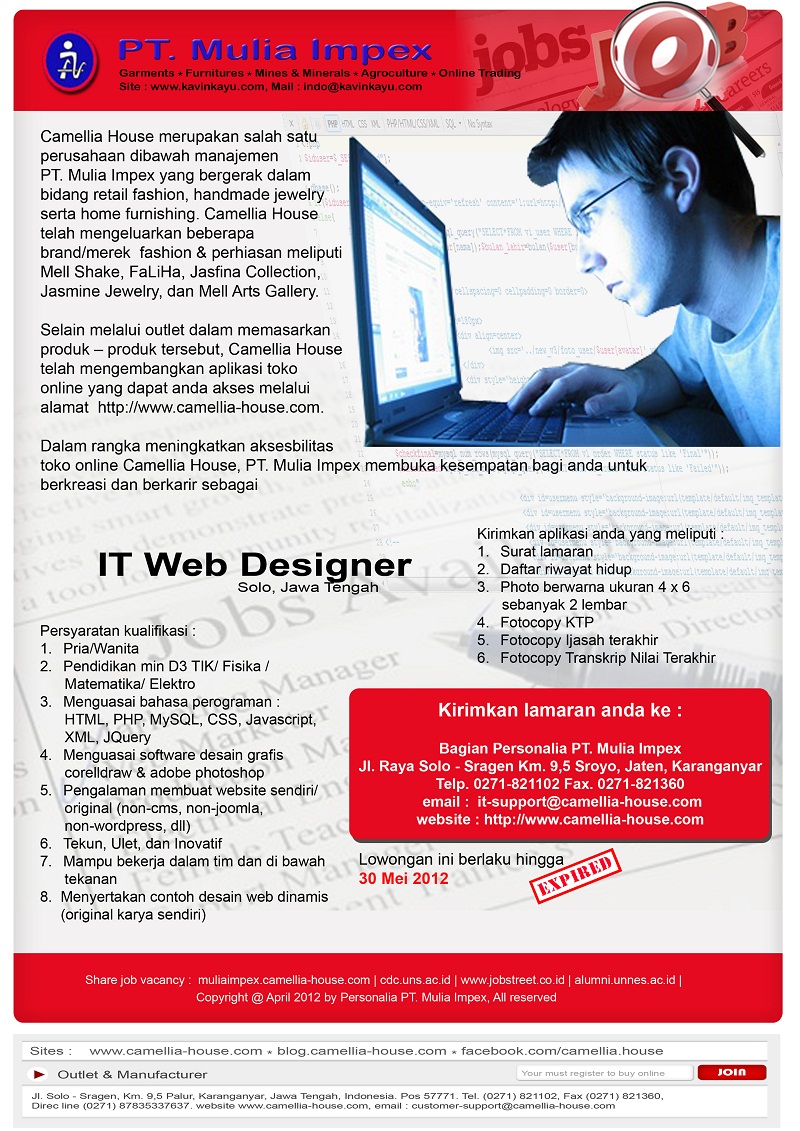 PT. Mulia Impex
Garments * Furnitures * Mines & Minerals * Agroculture * Online Trading
Site : www.kavinkayu.com, Mail : indo@kavinkayu.com
jobs
JOB
Careers
Camellia House merupakan salah satu
perusahaan dibawah manajemen
PT. Mulia Impex yang bergerak dalam
bidang retail fashion, handmade jewelry
serta home furnishing. Camellia House
telah mengeluarkan beberapa
brand/merek fashion & perhiasan meliputi
Mell Shake, FaLiHa, Jasfina Collection,
Jasmine Jewelry, dan Mell Arts Gallery.
Selain melalui outlet dalam memasarkan
produk – produk tersebut, Camellia House
telah mengembangkan aplikasi toko
online yang dapat anda akses melalui
alamat http://www.camellia-house.com.
Dalam rangka meningkatkan aksesbilitas
toko online Camellia House, PT. Mulia Impex membuka kesempatan bagi anda untuk
berkreasi dan berkarir sebagai
IT Web Designer
Solo, Jawa Tengah
Persyaratan kualifikasi :
1. Pria/Wanita
2. Pendidikan min D3 TIK/ Fisika /
Matematika/ Elektro
3. Menguasai bahasa perograman :
HTML, PHP, MySQL, CSS, Javascript,
XML, JQuery
4. Menguasai software desain grafis
corelldraw & adobe photoshop
5. Pengalaman membuat website sendiri/
original (non-cms, non-joomla,
non-wordpress, dll)
6. Tekun, Ulet, dan Inovatif
7. Mampu bekerja dalam tim dan di bawah
tekanan
8. Menyertakan contoh desain web dinamis
(original karya sendiri)
Kirimkan aplikasi anda yang meliputi :
1. Surat lamaran
2. Daftar riwayat hidup
3. Photo berwarna ukuran 4 x 6
sebanyak 2 lembar
4. Fotocopy KTP
5. Fotocopy Ijasah terakhir
6. Fotocopy Transkrip Nilai Terakhir
Kirimkan lamaran anda ke :
Bagian Personalia PT. Mulia Impex
Jl. Raya Solo - Sragen Km. 9,5 Sroyo, Jaten, Karanganyar
Telp. 0271-821102 Fax. 0271-821360
email : it-support@camellia-house.com
website : http://www.camellia-house.com
Lowongan ini berlaku hingga
30 Mei 2012
EXPIRED
Share job vacancy : muliaimpex.camellia-house.com | cdc.uns.ac.id | www.jobstreet.co.id | alumni.unnes.ac.id |
Copyright @ April 2012 by Personalia PT. Mulia Impex, All reserved
Sites : www.camellia-house.com * blog.camellia-house.com * facebook.com/camellia.house
Outlet & Manufacturer
Your must register to buy online
JOIN
Jl. Solo - Sragen, Km. 9,5 Palur, Karanganyar, Jawa Tengah, Indonesia. Pos 57771. Tel. (0271) 821102, Fax (0271) 821360,
Direc line (0271) 87835337637. website www.camellia-house.com, email : customer-support@camellia-house.com